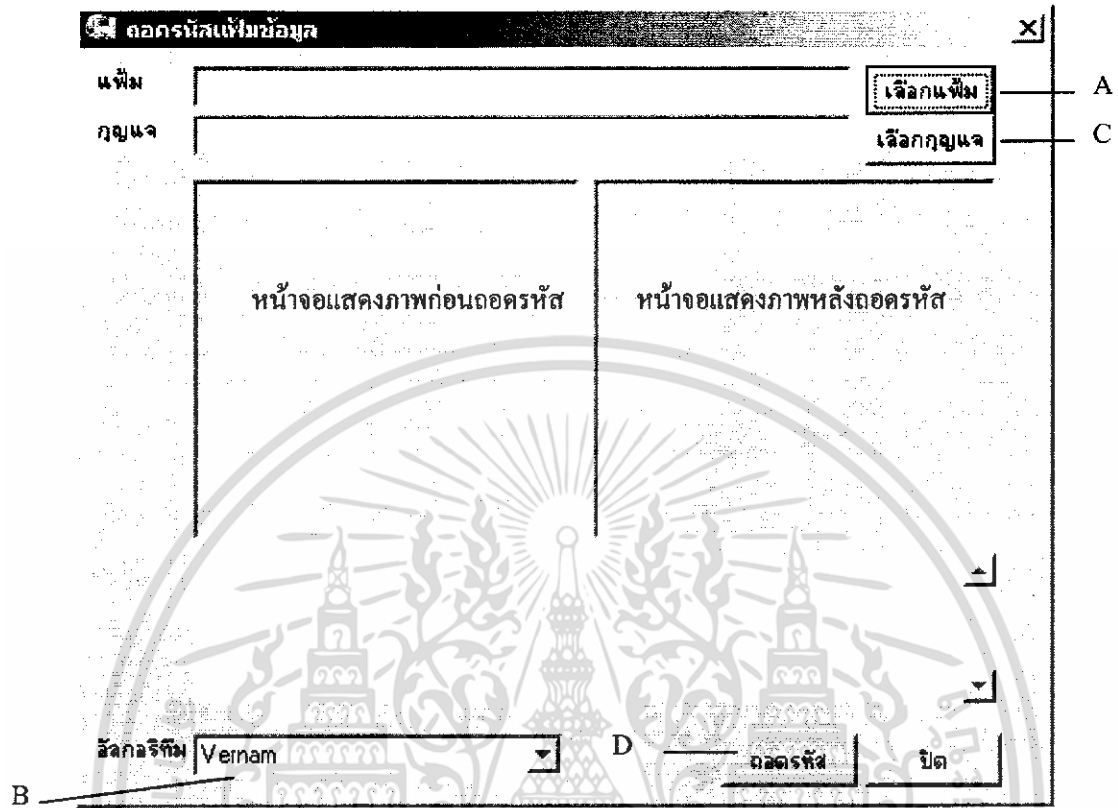 ถอดรหัสแฟ้มข้อมูล
แฟ้ม
เลือกแฟ้ม A
กุญแจ
เลือกกุญแจ C
หน้าจอแสดงภาพก่อนถอดรหัส หน้าจอแสดงภาพหลังถอดรหัส
อัลกอริทึม Vernam D ถอดรหัส ปิด
B